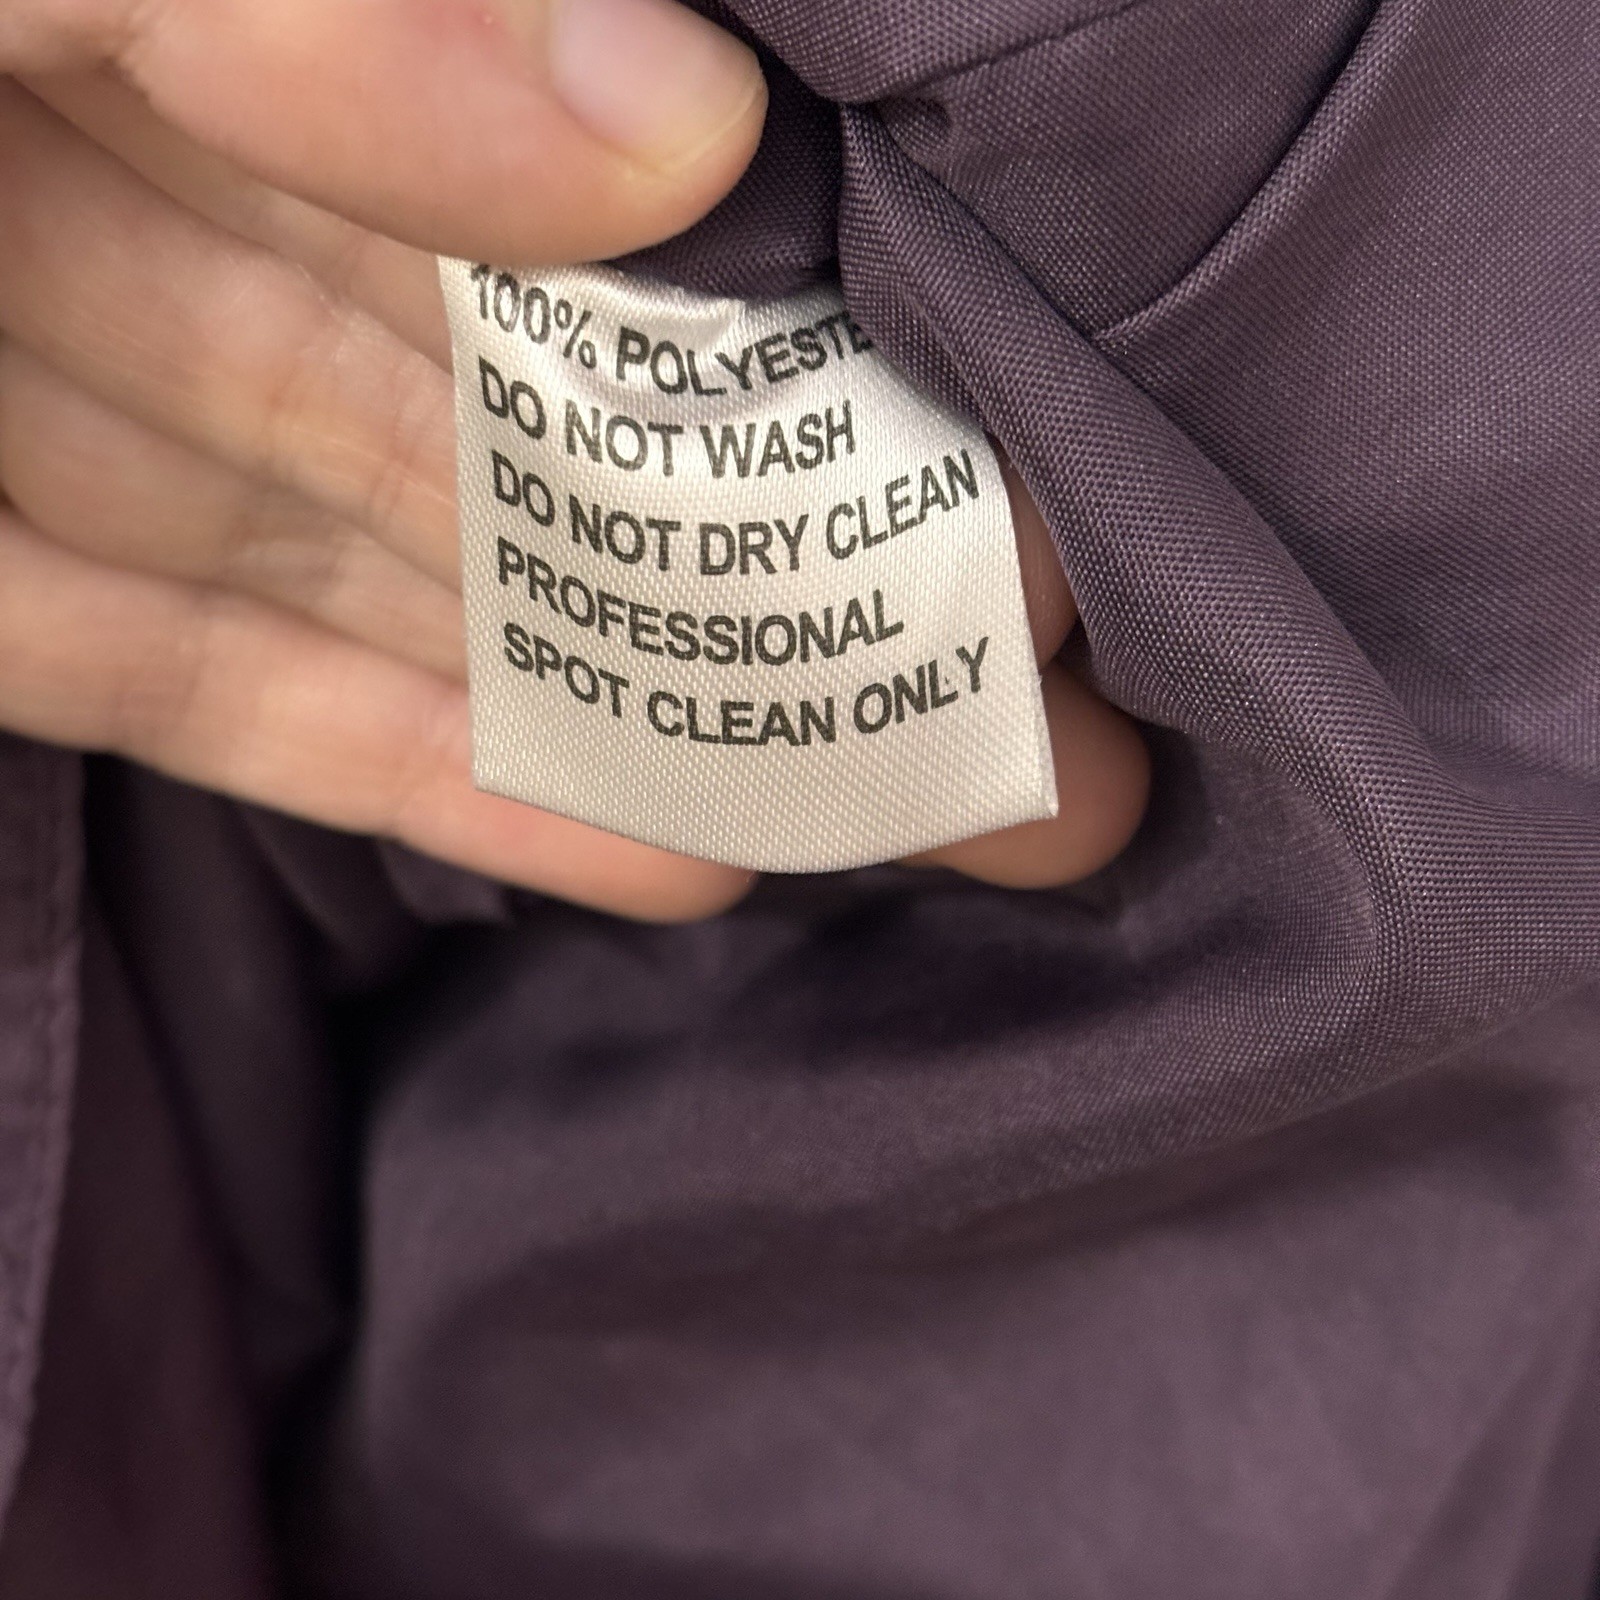 100% POLYESTE
DO NOT WASH
DO NOT DRY CLEAN
PROFESSIONAL
SPOT CLEAN ONLY